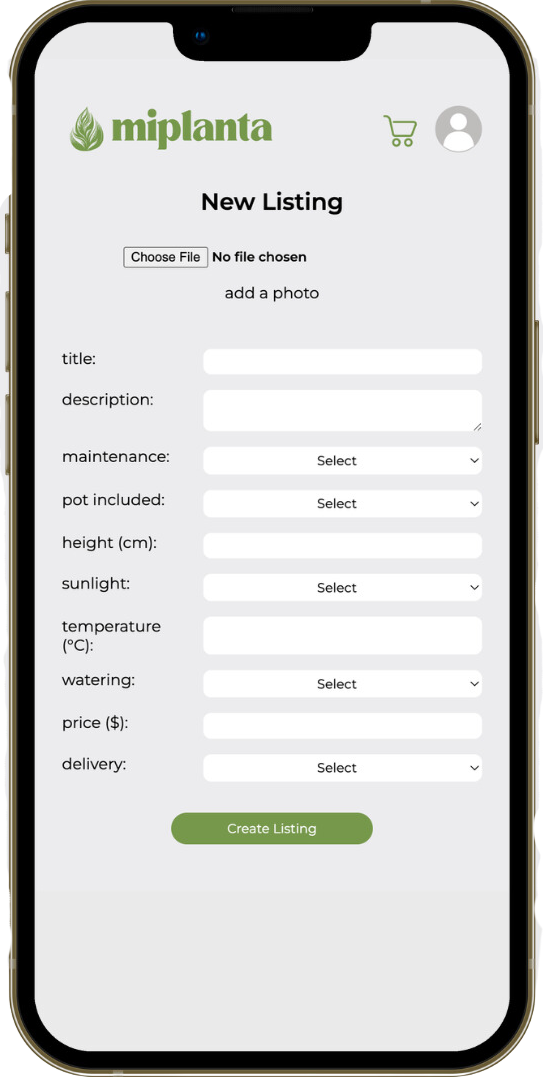 miplanta
New Listing
Choose File No file chosen
add a photo
title:
description:
maintenance: Select
pot included: Select
height (cm):
sunlight: Select
temperature
(°C):
watering: Select
price ($):
delivery: Select
Create Listing